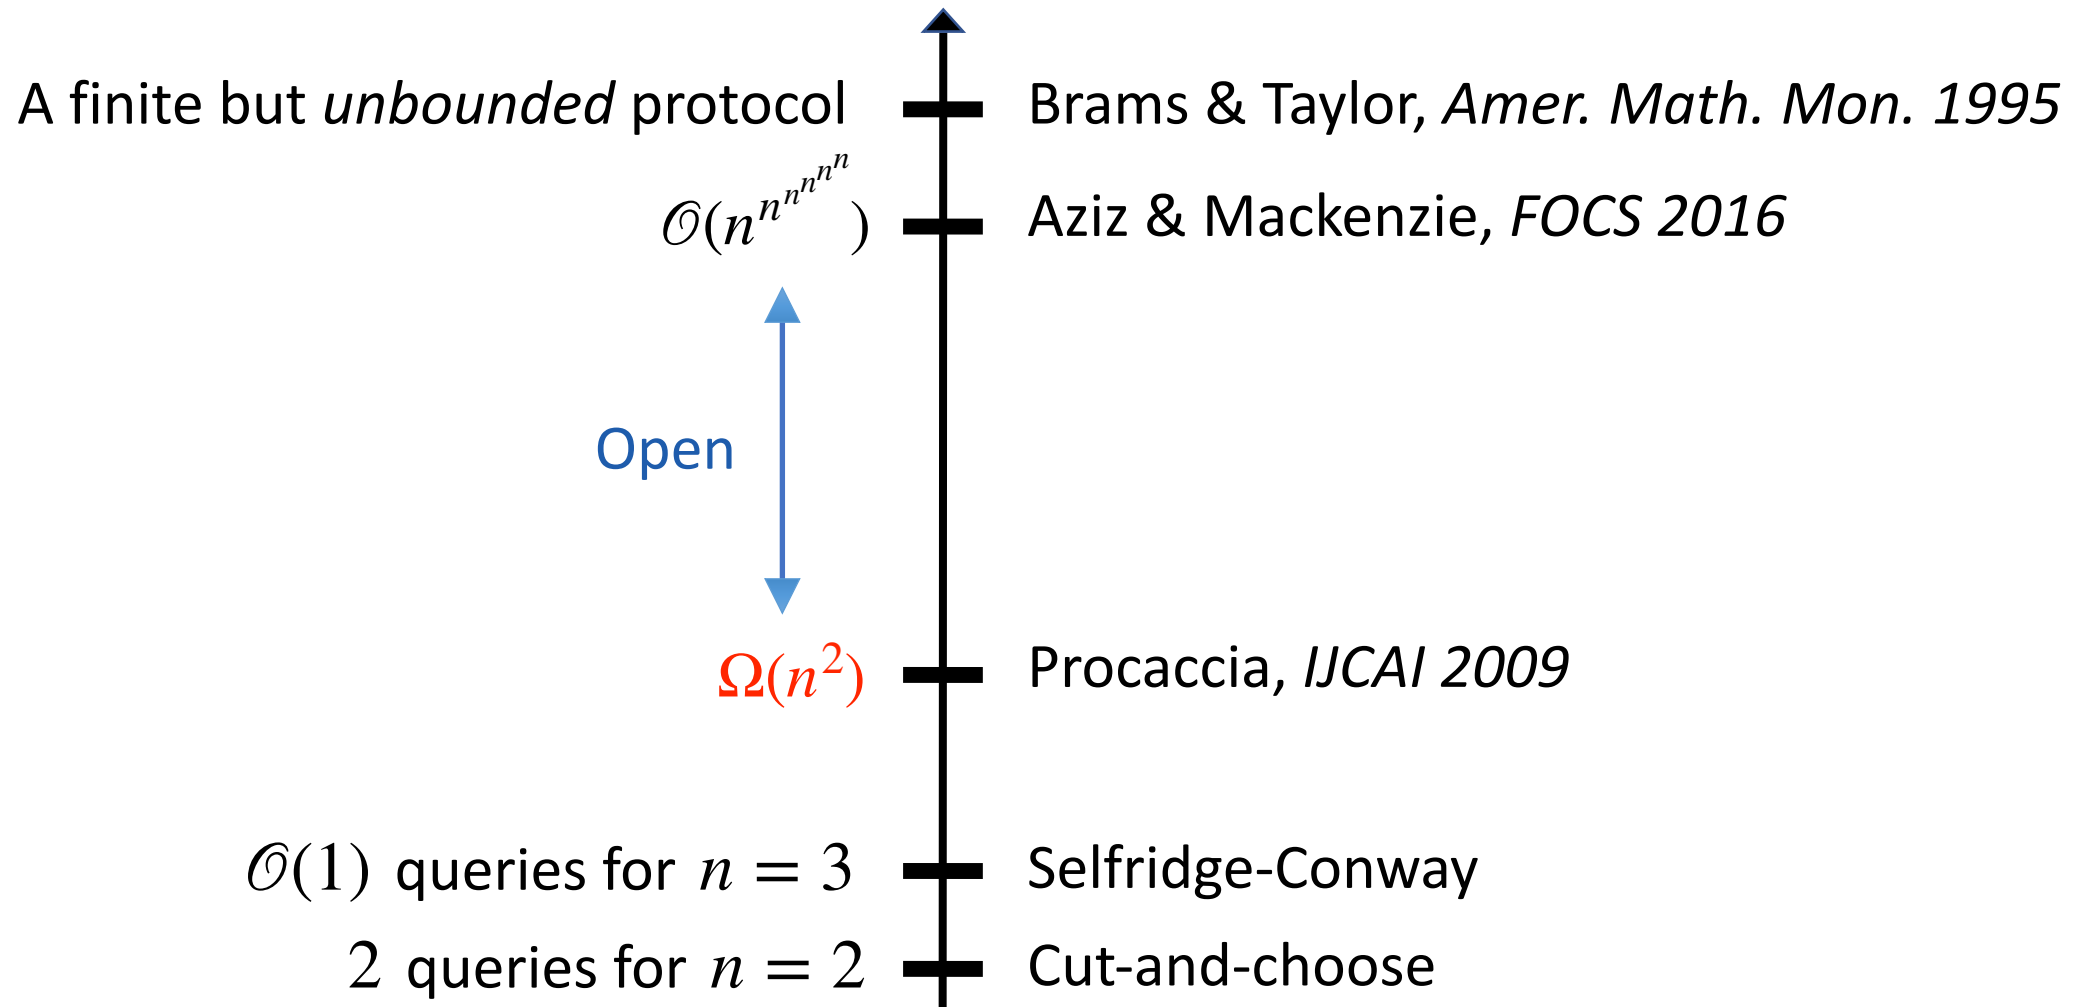 A finite but unbounded protocol Brams & Taylor, Amer. Math. Mon. 1995
𝒪(n^{n^{n^{n^{n^{n}}}}}) Aziz & Mackenzie, FOCS 2016
Open
Ω(n²) Procaccia, IJCAI 2009
𝒪(1) queries for n = 3 Selfridge-Conway
2 queries for n = 2 Cut-and-choose